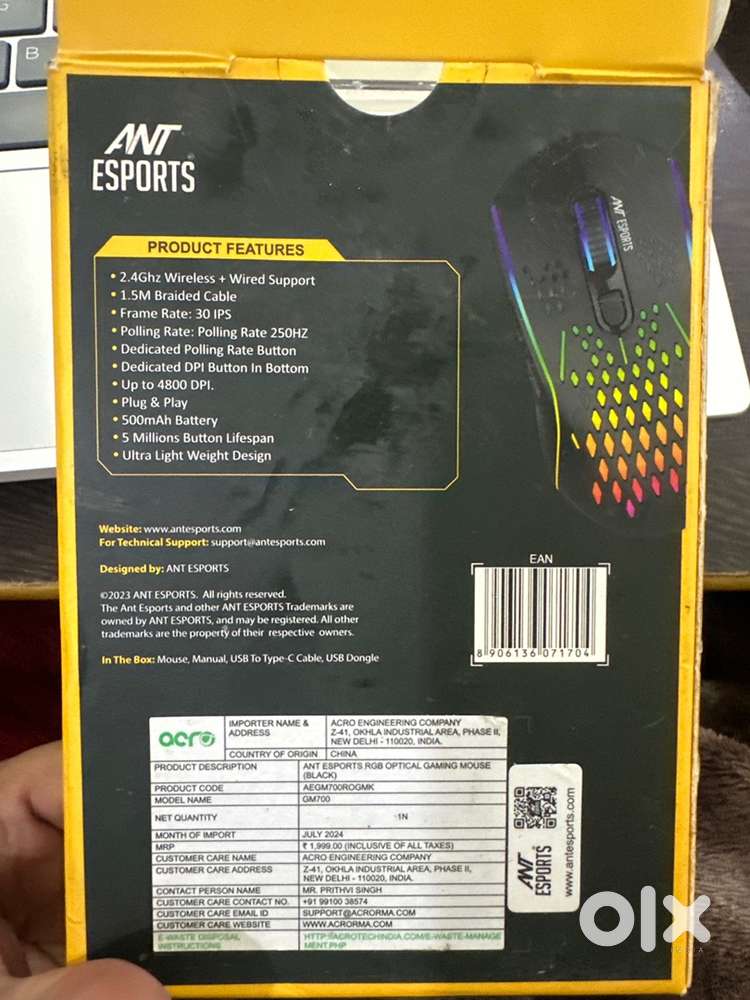 B
ANT
ESPORTS
PRODUCT FEATURES
• 2.4Ghz Wireless + Wired Support
• 1.5M Braided Cable
• Frame Rate: 30 IPS
• Polling Rate: Polling Rate 250HZ
• Dedicated Polling Rate Button
• Dedicated DPI Button In Bottom
• Up to 4800 DPI.
• Plug & Play
• 500mAh Battery
• 5 Millions Button Lifespan
• Ultra Light Weight Design
ANT ESPORTS
Website: www.antesports.com
For Technical Support: support@antesports.com
Designed by: ANT ESPORTS
©2023 ANT ESPORTS. All rights reserved.
The Ant Esports and other ANT ESPORTS Trademarks are
owned by ANT ESPORTS, and may be registered. All other
trademarks are the property of their respective owners.
In The Box: Mouse, Manual, USB To Type-C Cable, USB Dongle
EAN
8 906136 071704
acro
IMPORTER NAME & ADDRESS
ACRO ENGINEERING COMPANY
Z-41, OKHLA INDUSTRIAL AREA, PHASE II,
NEW DELHI - 110020, INDIA.
COUNTRY OF ORIGIN CHINA
PRODUCT DESCRIPTION ANT ESPORTS RGB OPTICAL GAMING MOUSE
(BLACK)
PRODUCT CODE AEGM700ROGMK
MODEL NAME GM700
NET QUANTITY 1N
MONTH OF IMPORT JULY 2024
MRP ₹ 1,999.00 (INCLUSIVE OF ALL TAXES)
CUSTOMER CARE NAME ACRO ENGINEERING COMPANY
CUSTOMER CARE ADDRESS Z-41, OKHLA INDUSTRIAL AREA, PHASE II,
NEW DELHI - 110020, INDIA.
CONTACT PERSON NAME MR. PRITHVI SINGH
CUSTOMER CARE CONTACT NO. +91 99100 38574
CUSTOMER CARE EMAIL ID SUPPORT@ACRORMA.COM
CUSTOMER CARE WEBSITE WWW.ACRORMA.COM
E-WASTE DISPOSAL INSTRUCTIONS HTTP://ACROTECHINDIA.COM/E-WASTE-MANAGE
MENT.PHP
ANT
ESPORTS
www.antesports.com
olx